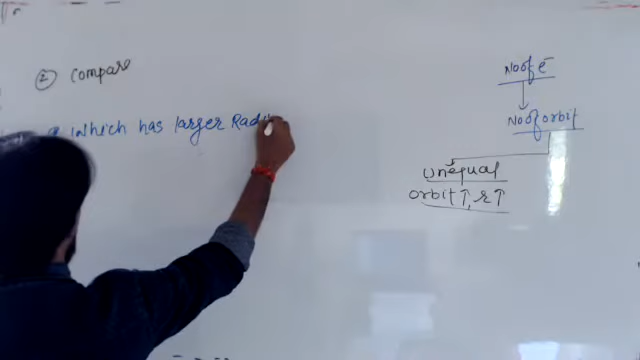 ② Compare
Q Which has larger Radi
No of e⁻
No of orbit
unequal
orbit ↑, r ↑